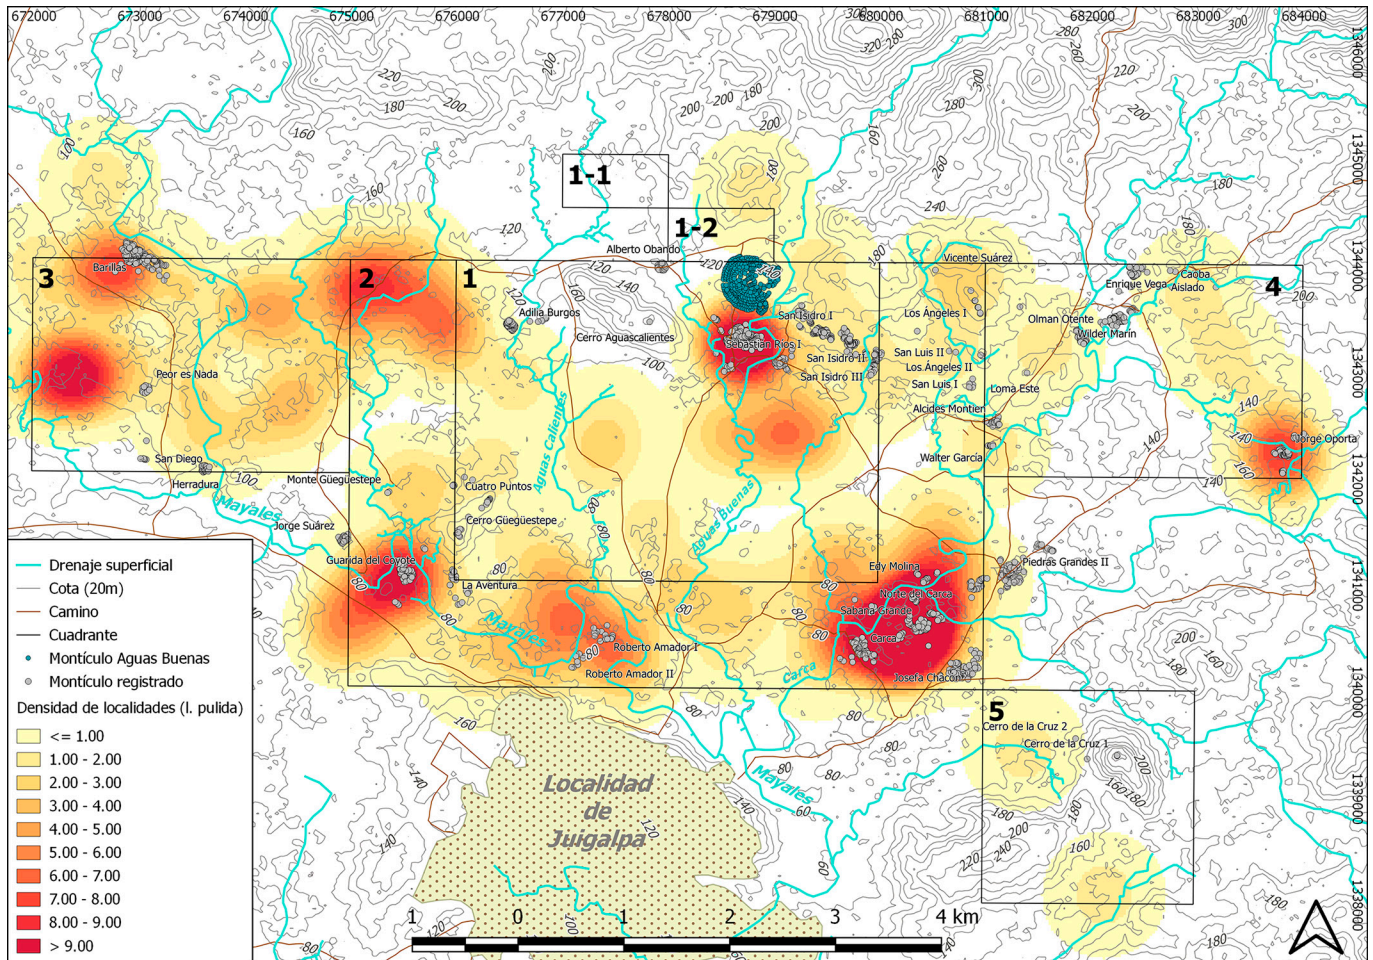 672000 673000 674000 675000 676000 677000 678000 679000 680000 681000 682000 683000 684000
1346000
1345000
1344000
1343000
1342000
1341000
1340000
1339000
1338000
1-1
1-2
3
2
1
4
5
Alberto Obando
Vicente Suárez
Barillas
Enrique Vega
Caoba
Aislado
Adilia Burgos
San Isidro I
Los Ángeles I
Olman Otente
Cerro Aguascalientes
Sebastián Ríos I
Wilder Marín
San Isidro II
San Luis II
Los Ángeles II
Peor es Nada
San Isidro III
San Luis I
Loma Este
Aguas Calientes
Alcides Montier
Jorge Oporta
San Diego
Walter García
Herradura
Monte Güegüestepe
Cuatro Puntos
Mayales
Aguas Buenas
Jorge Suárez
Cerro Güegüestepe
Guarida del Coyote
Edy Molina
Piedras Grandes II
La Aventura
Norte del Carca
Sabana Grande
Mayales
Carca
Roberto Amador I
Roberto Amador II
Carca
Josefa Chacón
Cerro de la Cruz 2
Cerro de la Cruz 1
Mayales
Localidad
de
Juigalpa
Drenaje superficial
Cota (20m)
Camino
Cuadrante
Montículo Aguas Buenas
Montículo registrado
Densidad de localidades (l. pulida)
<= 1.00
1.00 - 2.00
2.00 - 3.00
3.00 - 4.00
4.00 - 5.00
5.00 - 6.00
6.00 - 7.00
7.00 - 8.00
8.00 - 9.00
> 9.00
1 0 1 2 3 4 km